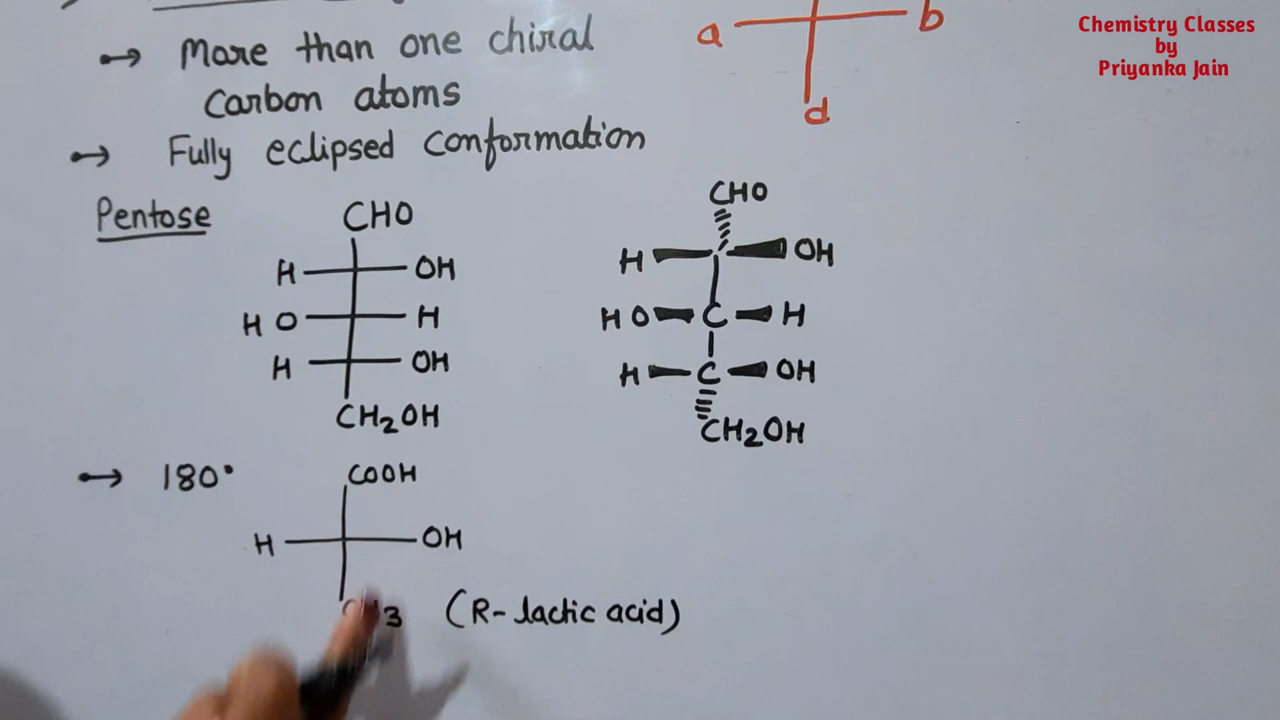 → More than one chiral
carbon atoms
→ Fully eclipsed conformation
a b
d
Chemistry Classes
by
Priyanka Jain
Pentose
CHO
H OH
HO H
H OH
CH2OH
CHO
H OH
HO C H
H C OH
CH2OH
→ 180°
COOH
H OH
CH3 (R- lactic acid)